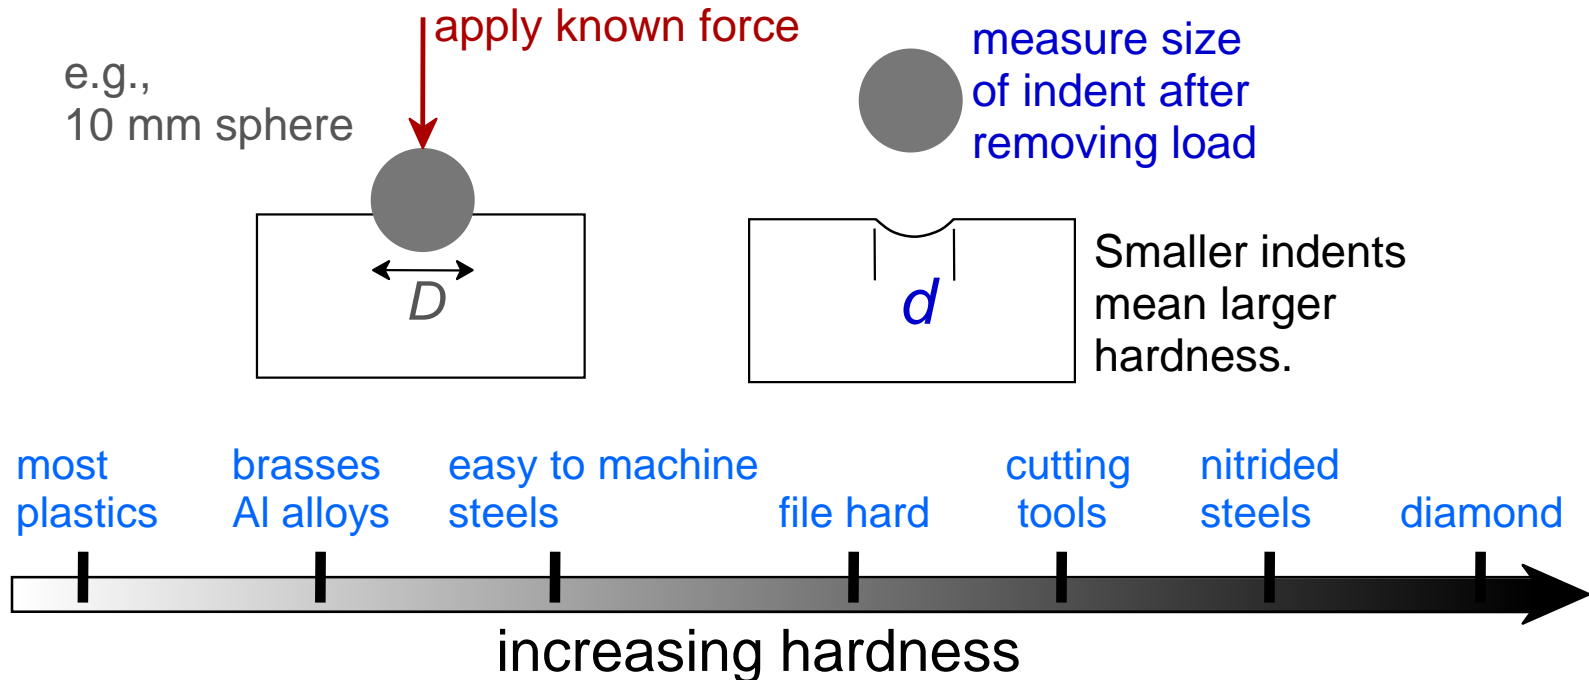 apply known force
e.g.,
10 mm sphere
D
measure size
of indent after
removing load
d
Smaller indents
mean larger
hardness.
most
plastics
brasses
Al alloys
easy to machine
steels
file hard
cutting
tools
nitrided
steels
diamond
increasing hardness